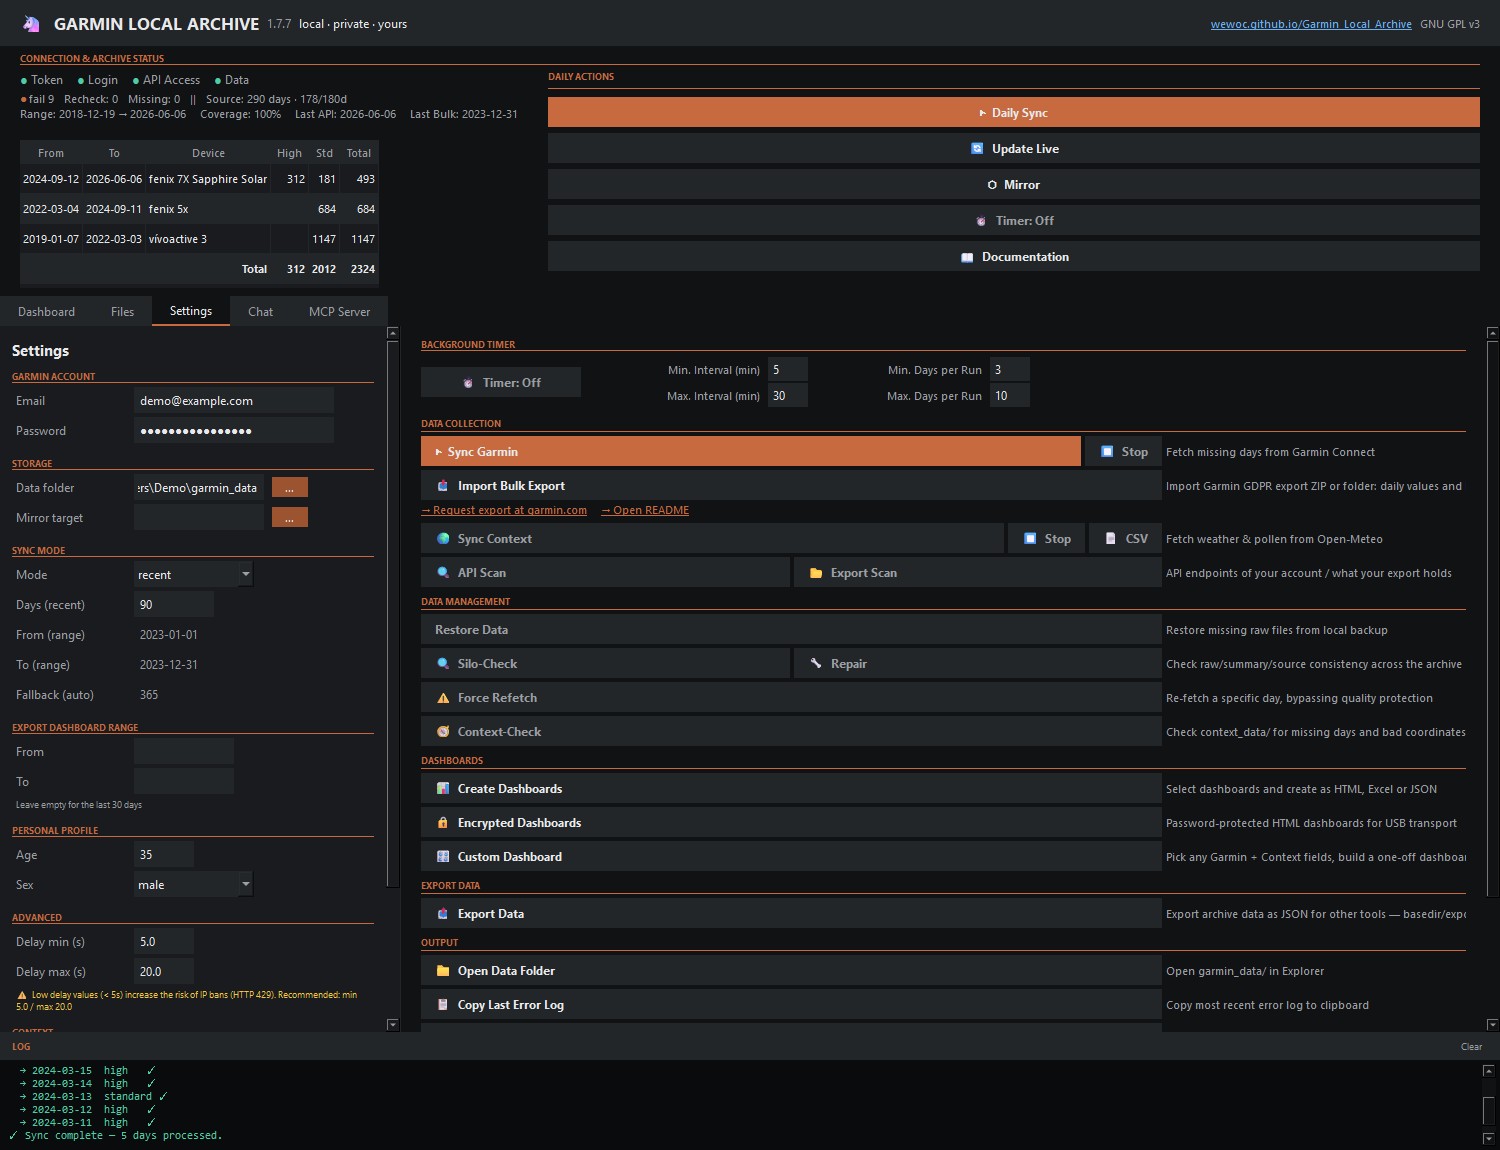 GARMIN LOCAL ARCHIVE 1.7.7 local · private · yours
wewoc.github.io/Garmin_Local_Archive GNU GPL v3
CONNECTION & ARCHIVE STATUS
● Token ● Login ● API Access ● Data
● fail 9 Recheck: 0 Missing: 0 || Source: 290 days · 178/180d
Range: 2018-12-19 → 2026-06-06 Coverage: 100% Last API: 2026-06-06 Last Bulk: 2023-12-31
From To Device High Std Total
2024-09-12 2026-06-06 fenix 7X Sapphire Solar 312 181 493
2022-03-04 2024-09-11 fenix 5x 684 684
2019-01-07 2022-03-03 vívoactive 3 1147 1147
Total 312 2012 2324
DAILY ACTIONS
Daily Sync
Update Live
Mirror
Timer: Off
Documentation
Dashboard Files Settings Chat MCP Server
Settings
GARMIN ACCOUNT
Email demo@example.com
Password ●●●●●●●●●●●●●●●●
STORAGE
Data folder rs\Demo\garmin_data ...
Mirror target ...
SYNC MODE
Mode recent
Days (recent) 90
From (range) 2023-01-01
To (range) 2023-12-31
Fallback (auto) 365
EXPORT DASHBOARD RANGE
From
To
Leave empty for the last 30 days
PERSONAL PROFILE
Age 35
Sex male
ADVANCED
Delay min (s) 5.0
Delay max (s) 20.0
⚠ Low delay values (< 5s) increase the risk of IP bans (HTTP 429). Recommended: min
5.0 / max 20.0
CONTEXT
BACKGROUND TIMER
Timer: Off
Min. Interval (min) 5 Min. Days per Run 3
Max. Interval (min) 30 Max. Days per Run 10
DATA COLLECTION
Sync Garmin Stop Fetch missing days from Garmin Connect
Import Bulk Export Import Garmin GDPR export ZIP or folder: daily values and
→ Request export at garmin.com → Open README
Sync Context Stop CSV Fetch weather & pollen from Open-Meteo
API Scan Export Scan API endpoints of your account / what your export holds
DATA MANAGEMENT
Restore Data Restore missing raw files from local backup
Silo-Check Repair Check raw/summary/source consistency across the archive
Force Refetch Re-fetch a specific day, bypassing quality protection
Context-Check Check context_data/ for missing days and bad coordinates
DASHBOARDS
Create Dashboards Select dashboards and create as HTML, Excel or JSON
Encrypted Dashboards Password-protected HTML dashboards for USB transport
Custom Dashboard Pick any Garmin + Context fields, build a one-off dashboar
EXPORT DATA
Export Data Export archive data as JSON for other tools — basedir/expo
OUTPUT
Open Data Folder Open garmin_data/ in Explorer
Copy Last Error Log Copy most recent error log to clipboard
LOG Clear
→ 2024-03-15 high ✓
→ 2024-03-14 high ✓
→ 2024-03-13 standard ✓
→ 2024-03-12 high ✓
→ 2024-03-11 high ✓
✓ Sync complete — 5 days processed.